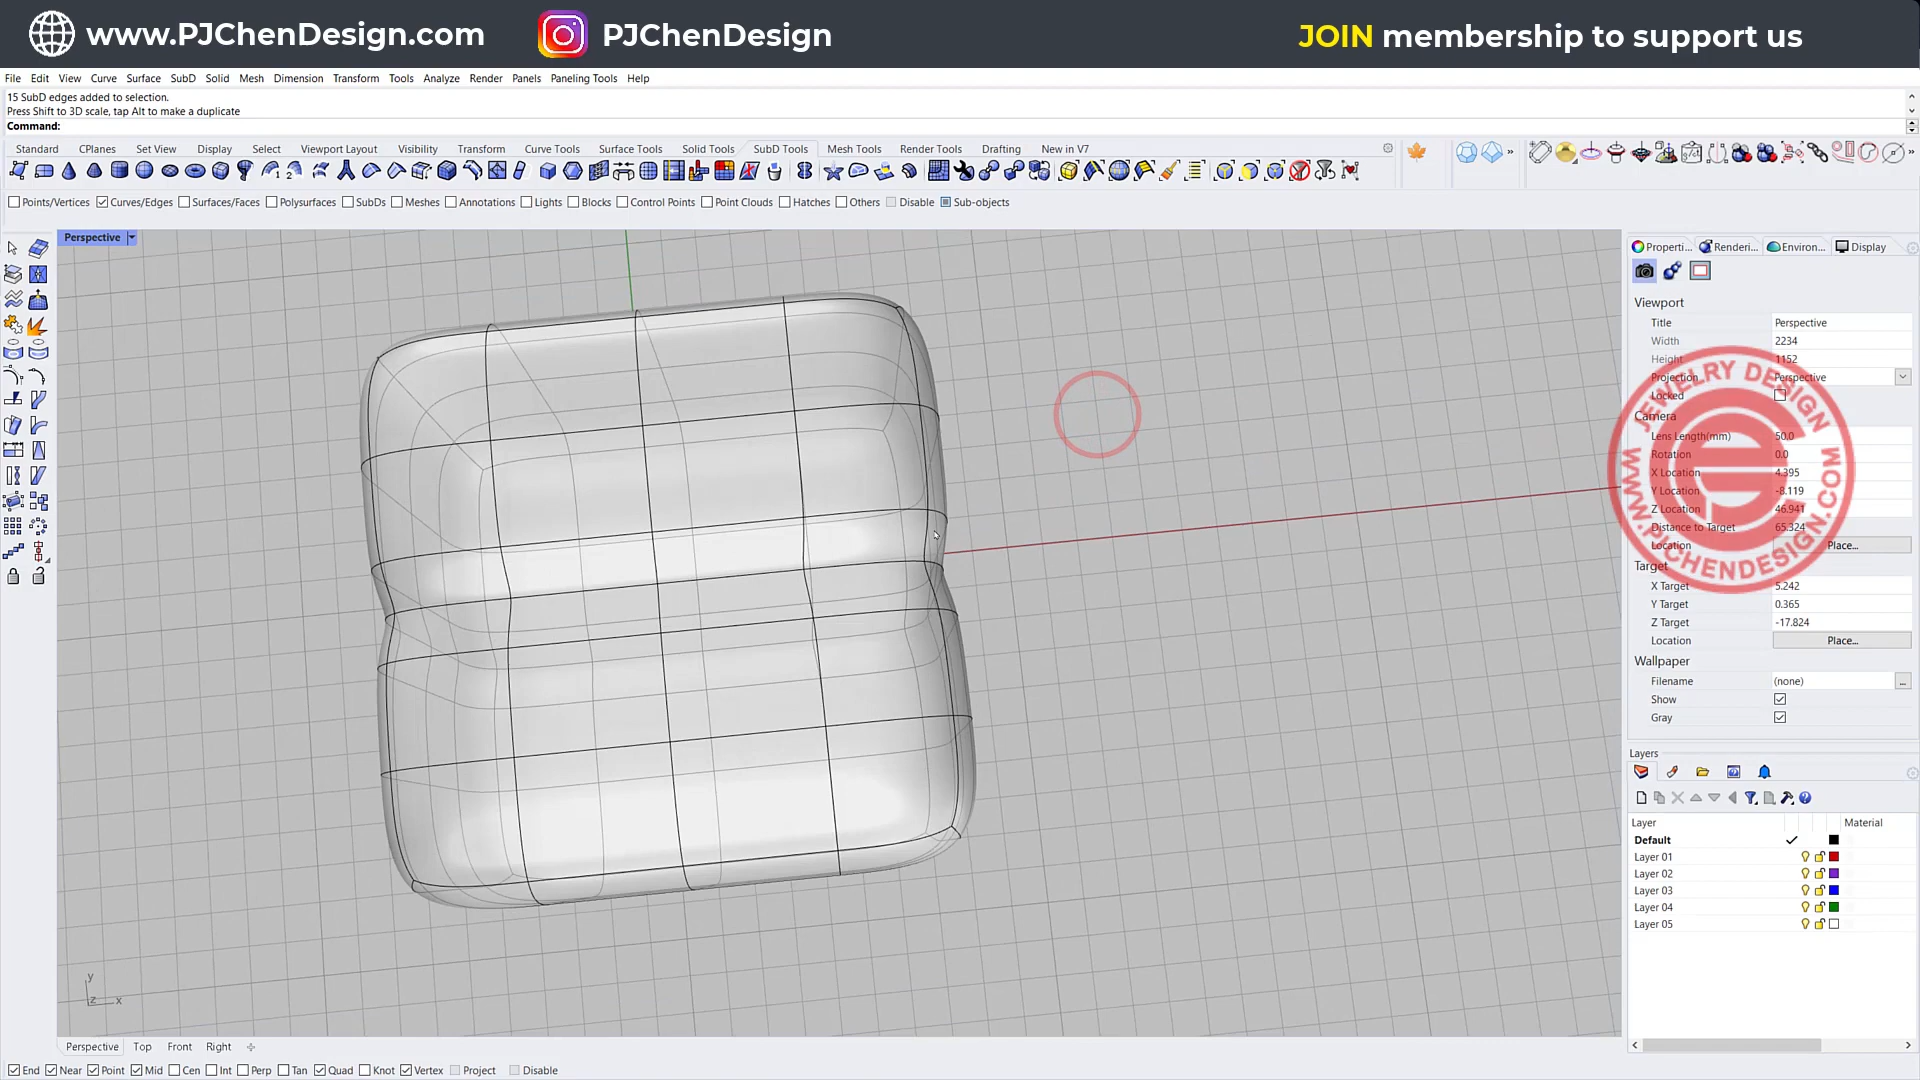 www.PJChenDesign.com PJChenDesign JOIN membership to support us
File Edit View Curve Surface SubD Solid Mesh Dimension Transform Tools Analyze Render Panels Paneling Tools Help
15 SubD edges added to selection.
Press Shift to 3D scale, tap Alt to make a duplicate
Command:
Standard CPlanes Set View Display Select Viewport Layout Visibility Transform Curve Tools Surface Tools Solid Tools SubD Tools Mesh Tools Render Tools Drafting New in V7
Points/Vertices Curves/Edges Surfaces/Faces Polysurfaces SubDs Meshes Annotations Lights Blocks Control Points Point Clouds Hatches Others Disable Sub-objects
Perspective
Properti... Renderi... Environ... Display
Viewport
Title Perspective
Width 2234
Height 1152
Projection Perspective
Locked
Camera
Lens Length(mm) 50.0
Rotation 0.0
X Location 4.395
Y Location -8.119
Z Location 46.941
Distance to Target 65.324
Location Place...
Target
X Target 5.242
Y Target 0.365
Z Target -17.824
Location Place...
Wallpaper
Filename (none) ...
Show
Gray
JEWELRY DESIGN
WWW.PJCHENDESIGN.COM
Layers
Layer Material
Default
Layer 01
Layer 02
Layer 03
Layer 04
Layer 05
y
z x
Perspective Top Front Right
End Near Point Mid Cen Int Perp Tan Quad Knot Vertex Project Disable